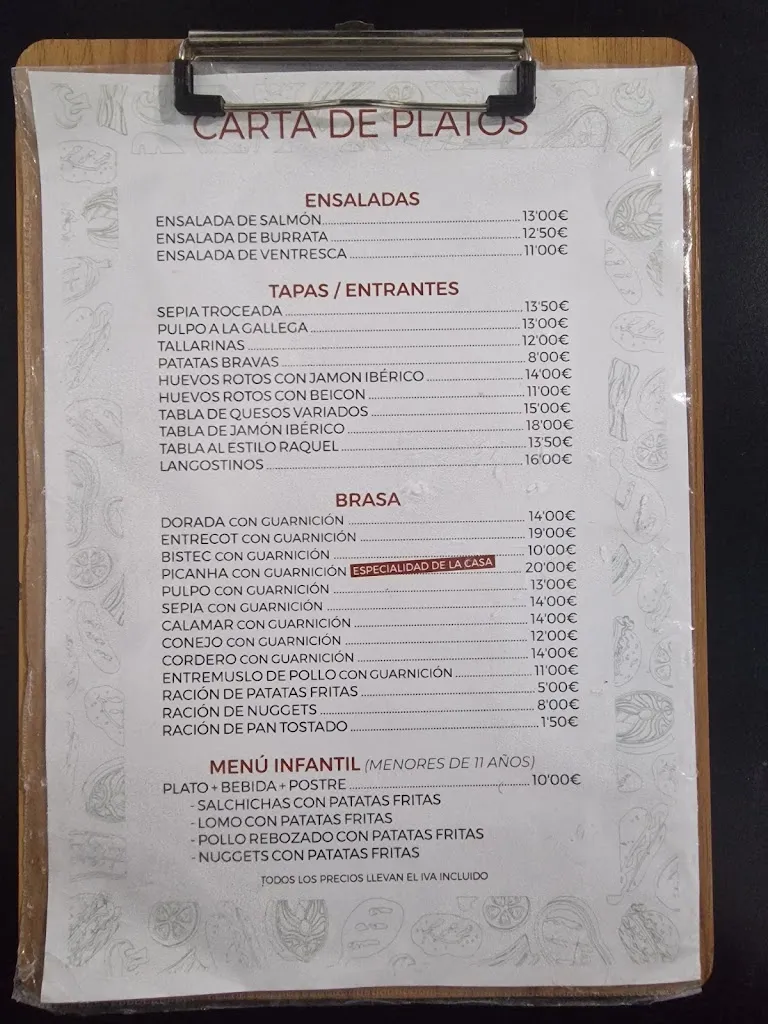 CARTA DE PLATOS
ENSALADAS
ENSALADA DE SALMÓN 13'00€
ENSALADA DE BURRATA 12'50€
ENSALADA DE VENTRESCA 11'00€
TAPAS / ENTRANTES
SEPIA TROCEADA 13'50€
PULPO A LA GALLEGA 13'00€
TALLARINAS 12'00€
PATATAS BRAVAS 8'00€
HUEVOS ROTOS CON JAMON IBÉRICO 14'00€
HUEVOS ROTOS CON BEICON 11'00€
TABLA DE QUESOS VARIADOS 15'00€
TABLA DE JAMÓN IBÉRICO 18'00€
TABLA AL ESTILO RAQUEL 13'50€
LANGOSTINOS 16'00€
BRASA
DORADA CON GUARNICIÓN 14'00€
ENTRECOT CON GUARNICIÓN 19'00€
BISTEC CON GUARNICIÓN 10'00€
PICANHA CON GUARNICIÓN ESPECIALIDAD DE LA CASA 20'00€
PULPO CON GUARNICIÓN 13'00€
SEPIA CON GUARNICIÓN 14'00€
CALAMAR CON GUARNICIÓN 14'00€
CONEJO CON GUARNICIÓN 12'00€
CORDERO CON GUARNICIÓN 14'00€
ENTREMUSLO DE POLLO CON GUARNICIÓN 11'00€
RACIÓN DE PATATAS FRITAS 5'00€
RACIÓN DE NUGGETS 8'00€
RACIÓN DE PAN TOSTADO 1'50€
MENÚ INFANTIL (MENORES DE 11 AÑOS)
PLATO + BEBIDA + POSTRE 10'00€
- SALCHICHAS CON PATATAS FRITAS
- LOMO CON PATATAS FRITAS
- POLLO REBOZADO CON PATATAS FRITAS
- NUGGETS CON PATATAS FRITAS
TODOS LOS PRECIOS LLEVAN EL IVA INCLUIDO